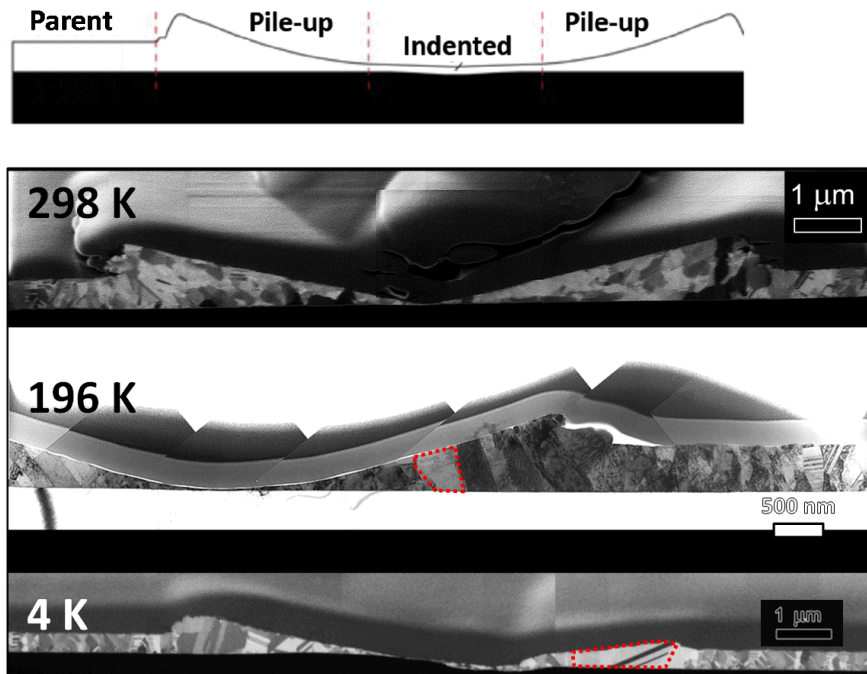 Parent
Pile-up
Indented
Pile-up
298 K
1 μm
196 K
500 nm
4 K
1 μm